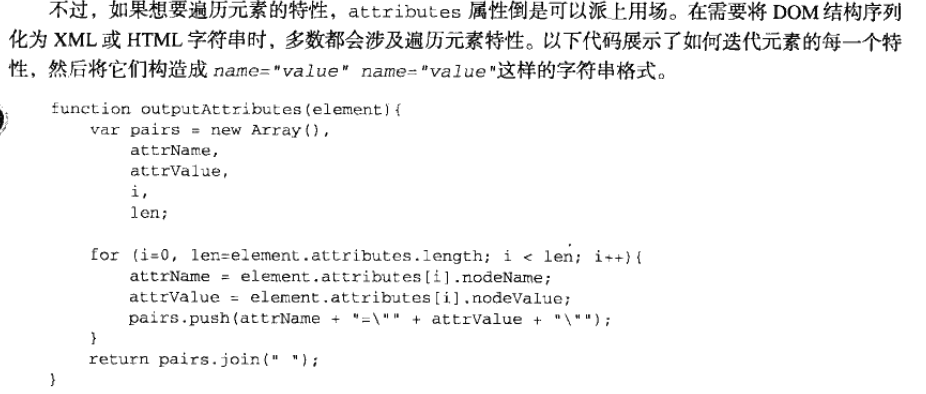 不过，如果想要遍历元素的特性，attributes 属性倒是可以派上用场。在需要将 DOM 结构序列
化为 XML 或 HTML 字符串时，多数都会涉及遍历元素特性。以下代码展示了如何迭代元素的每一个特
性，然后将它们构造成 name="value" name="value"这样的字符串格式。
function outputAttributes(element){
    var pairs = new Array(),
        attrName,
        attrValue,
        i,
        len;
    for (i=0, len=element.attributes.length; i < len; i++){
        attrName = element.attributes[i].nodeName;
        attrValue = element.attributes[i].nodeValue;
        pairs.push(attrName + "=\"" + attrValue + "\"");
    }
    return pairs.join(" ");
}